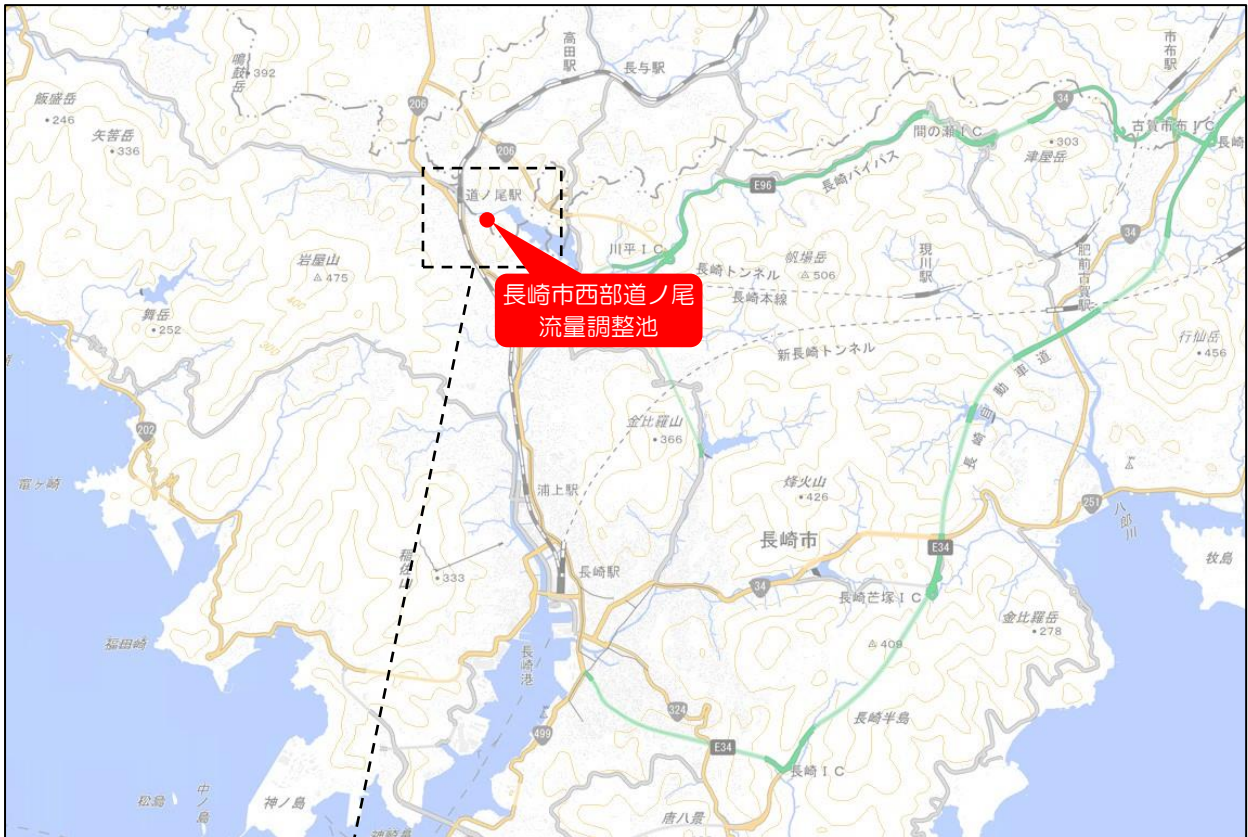 高田駅
市布駅
長与駅
鳴鼓岳
392
206
飯盛岳
246
34
矢筈岳
336
間の瀬IC
古賀市布IC
長崎
303
津屋岳
206
長崎バイパス
E96
道ノ尾駅
34
川平IC
帆場岳
506
現川駅
肥前古賀駅
岩屋山
475
長崎トンネル
長崎本線
長崎市西部道ノ尾
流量調整池
400
舞岳
252
300
新長崎トンネル
行仙岳
456
長崎自動車道
202
金比羅山
366
竜ヶ崎
浦上駅
烽火山
426
251
八郎川
長崎市
E34
牧島
稲佐山
333
長崎駅
34
長崎芒塚IC
金比羅岳
278
福田崎
409
長崎港
324
長崎半島
499
E34
長崎IC
松島
中ノ島
神ノ島
唐八景